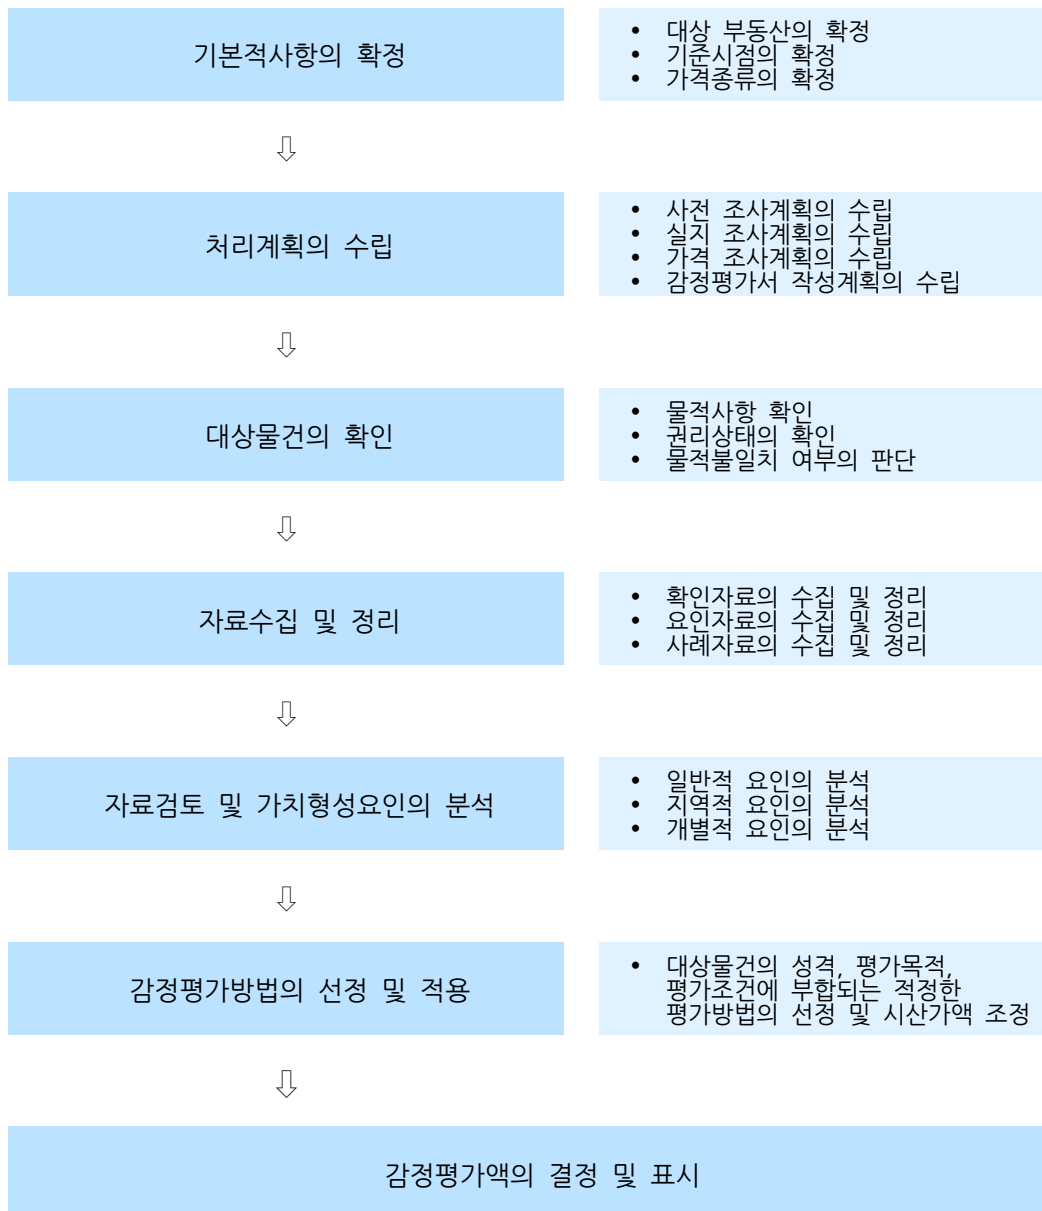 기본적사항의 확정
• 대상 부동산의 확정
• 기준시점의 확정
• 가격종류의 확정
처리계획의 수립
• 사전 조사계획의 수립
• 실지 조사계획의 수립
• 가격 조사계획의 수립
• 감정평가서 작성계획의 수립
대상물건의 확인
• 물적사항 확인
• 권리상태의 확인
• 물적불일치 여부의 판단
자료수집 및 정리
• 확인자료의 수집 및 정리
• 요인자료의 수집 및 정리
• 사례자료의 수집 및 정리
자료검토 및 가치형성요인의 분석
• 일반적 요인의 분석
• 지역적 요인의 분석
• 개별적 요인의 분석
감정평가방법의 선정 및 적용
• 대상물건의 성격, 평가목적,
평가조건에 부합되는 적정한
평가방법의 선정 및 시산가액 조정
감정평가액의 결정 및 표시